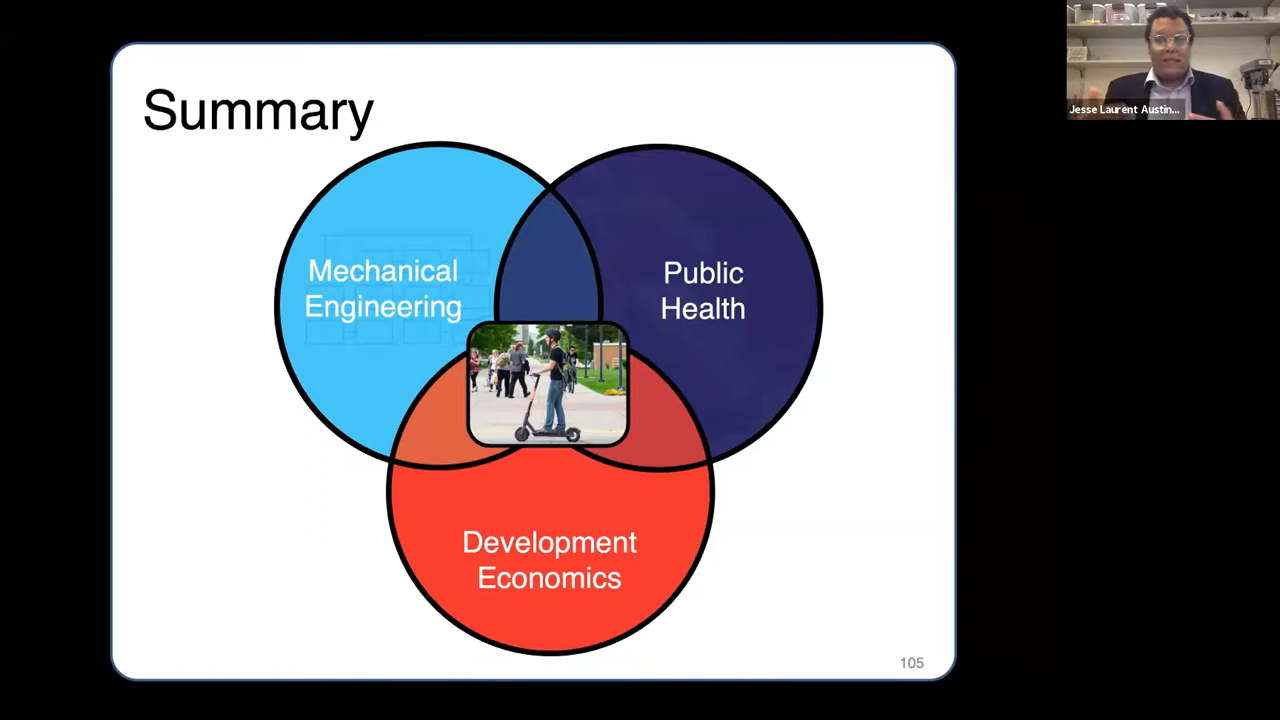 Summary
Mechanical
Engineering
Public
Health
Development
Economics
105
Jesse Laurent Austin...